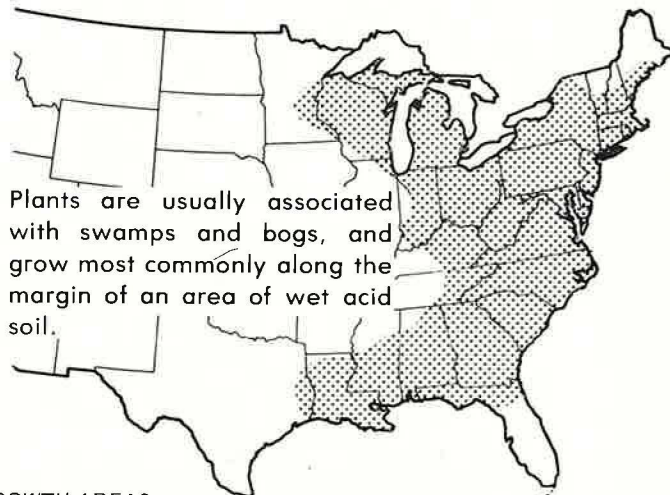 Plants are usually associated
with swamps and bogs, and
grow most commonly along the
margin of an area of wet acid
soil.